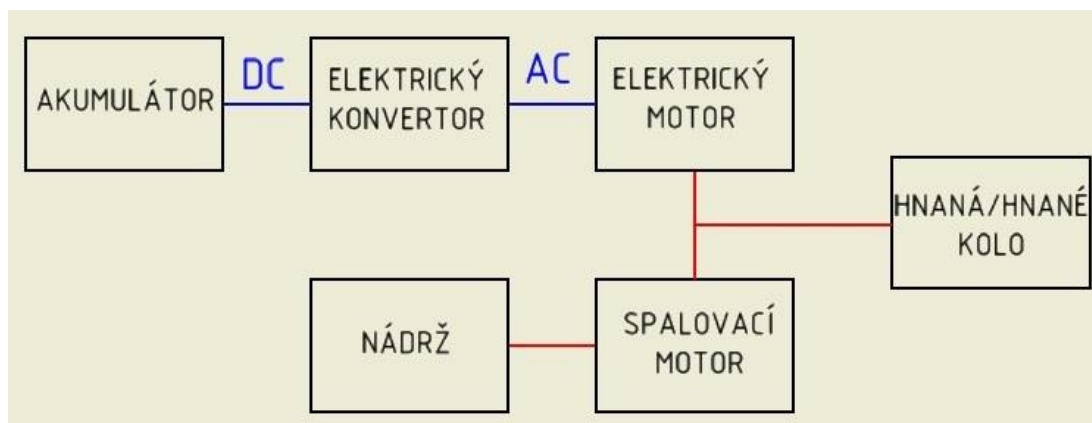 AKUMULÁTOR
DC
ELEKTRICKÝ
KONVERTOR
AC
ELEKTRICKÝ
MOTOR
HNANÁ/HNANÉ
KOLO
NÁDRŽ
SPALOVACÍ
MOTOR